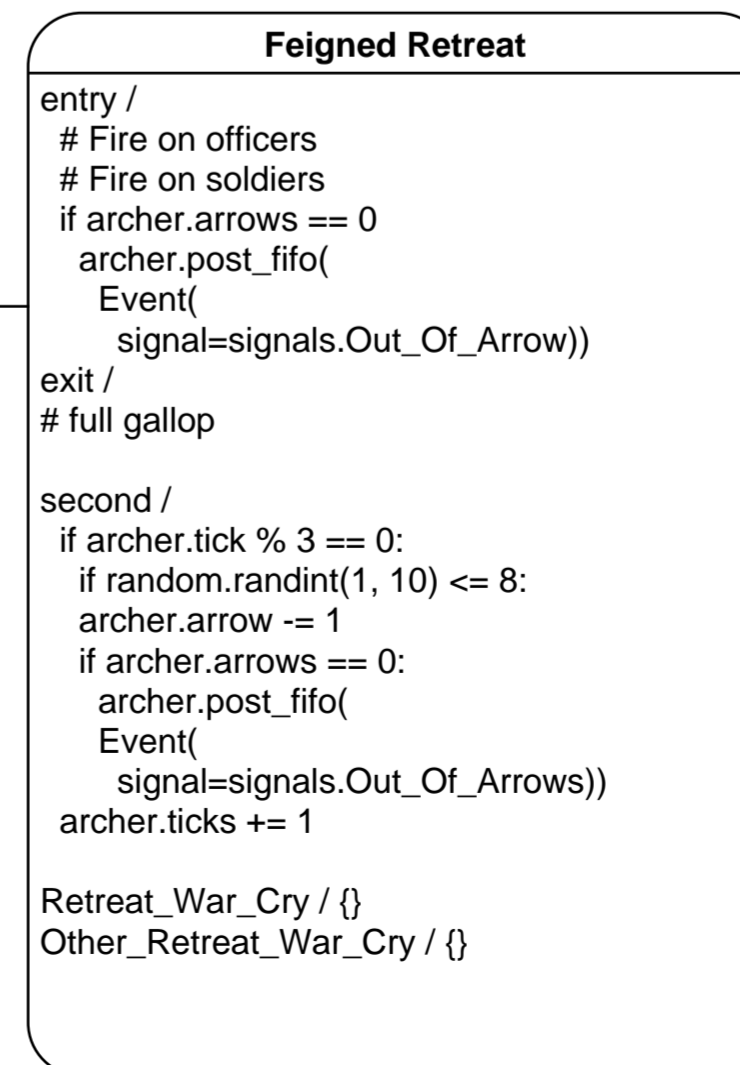 Feigned Retreat
entry /
# Fire on officers
# Fire on soldiers
if archer.arrows == 0
archer.post_fifo(
Event(
signal=signals.Out_Of_Arrow))
exit /
# full gallop
second /
if archer.tick % 3 == 0:
if random.randint(1, 10) <= 8:
archer.arrow -= 1
if archer.arrows == 0:
archer.post_fifo(
Event(
signal=signals.Out_Of_Arrows))
archer.ticks += 1
Retreat_War_Cry / {}
Other_Retreat_War_Cry / {}